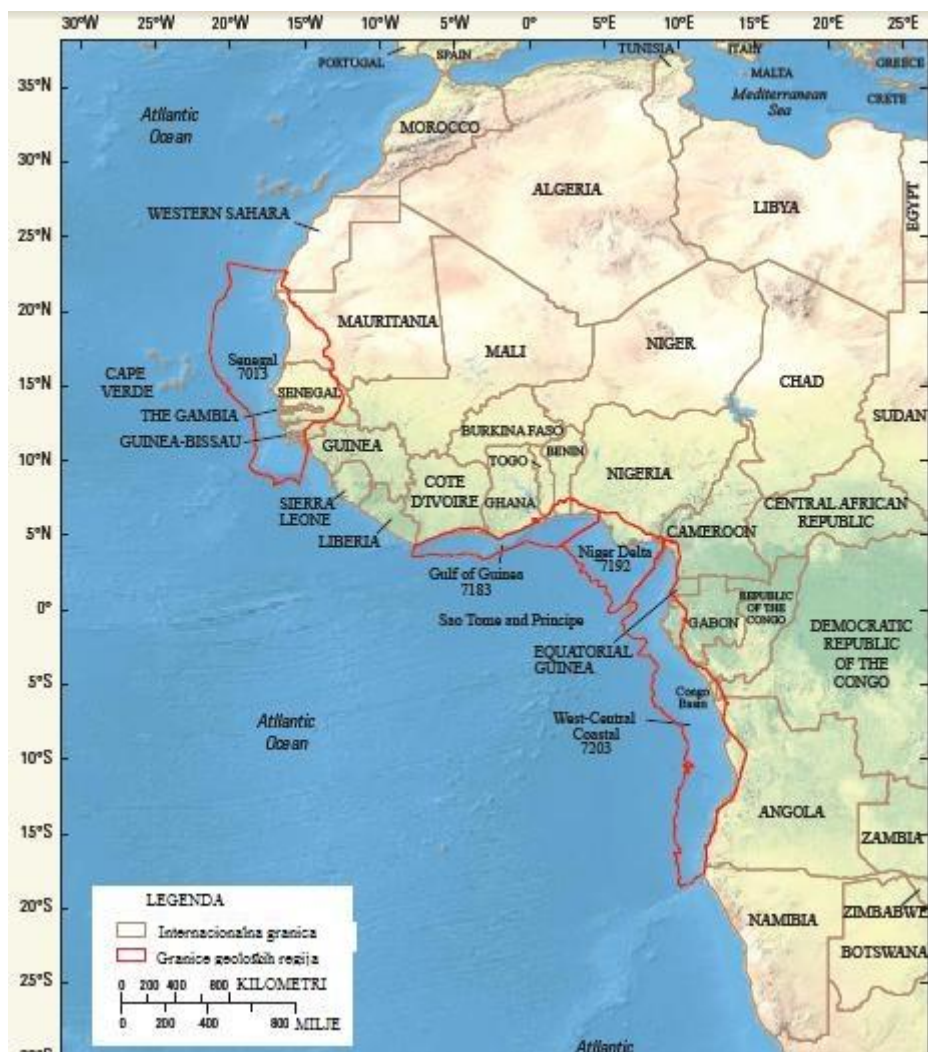 30°W 20°W 15°W 10°W 5°W 0° 5°E 10°E 15°E 20°E 25°E
35°N
30°N
25°N
20°N
15°N
10°N
5°N
0°
5°S
10°S
15°S
20°S
25°S
PORTUGAL
SPAIN
TUNISIA
ITALY
GREECE
MALTA
Mediterranean
Sea
CRETE
Atllantic
Ocean
MOROCCO
ALGERIA
LIBYA
EGYPT
WESTERN SAHARA
MAURITANIA
MALI
NIGER
CHAD
SUDAN
Senegal
7013
CAPE
VERDE
SENEGAL
THE GAMBIA
GUINEA-BISSAU
GUINEA
BURKINA FASO
BENIN
TOGO
NIGERIA
COTE
D'IVOIRE
GHANA
SIERRA
LEONE
LIBERIA
CAMEROON
CENTRAL AFRICAN
REPUBLIC
Niger Delta
7192
Gulf of Guinea
7183
Sao Tome and Principe
EQUATORIAL
GUINEA
GABON
REPUBLIC
OF THE
CONGO
DEMOCRATIC
REPUBLIC
OF THE
CONGO
Congo
Basin
West-Central
Coastal
7203
Atllantic
Ocean
ANGOLA
ZAMBIA
NAMIBIA
ZIMBABWE
BOTSWANA
LEGENDA
Internacionalna granica
Granice geoloških regija
0 200 400 800 KILOMETRI
0 200 400 800 MILJE
Atllantic